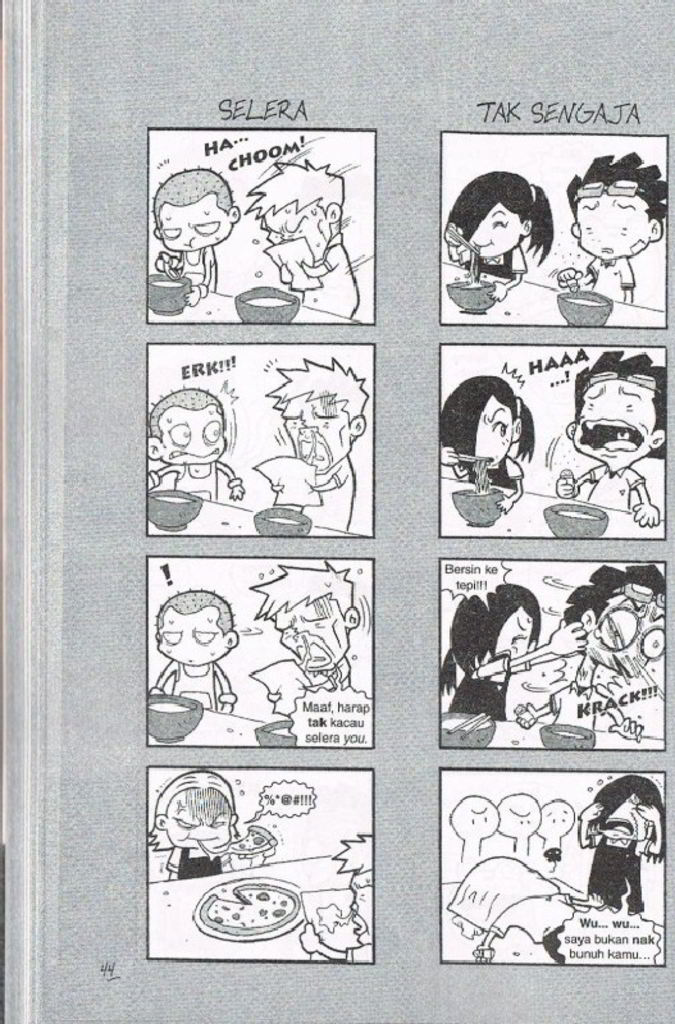 SELERA
HA...
CHOOM!
ERK!!!
!
Maaf, harap
tak kacau
selera you.
%*@#!!!
TAK SENGAJA
HAAA
...!
Bersin ke
tepi!!!
KRACK!!!
Wu... wu...
saya bukan nak
bunuh kamu...
44